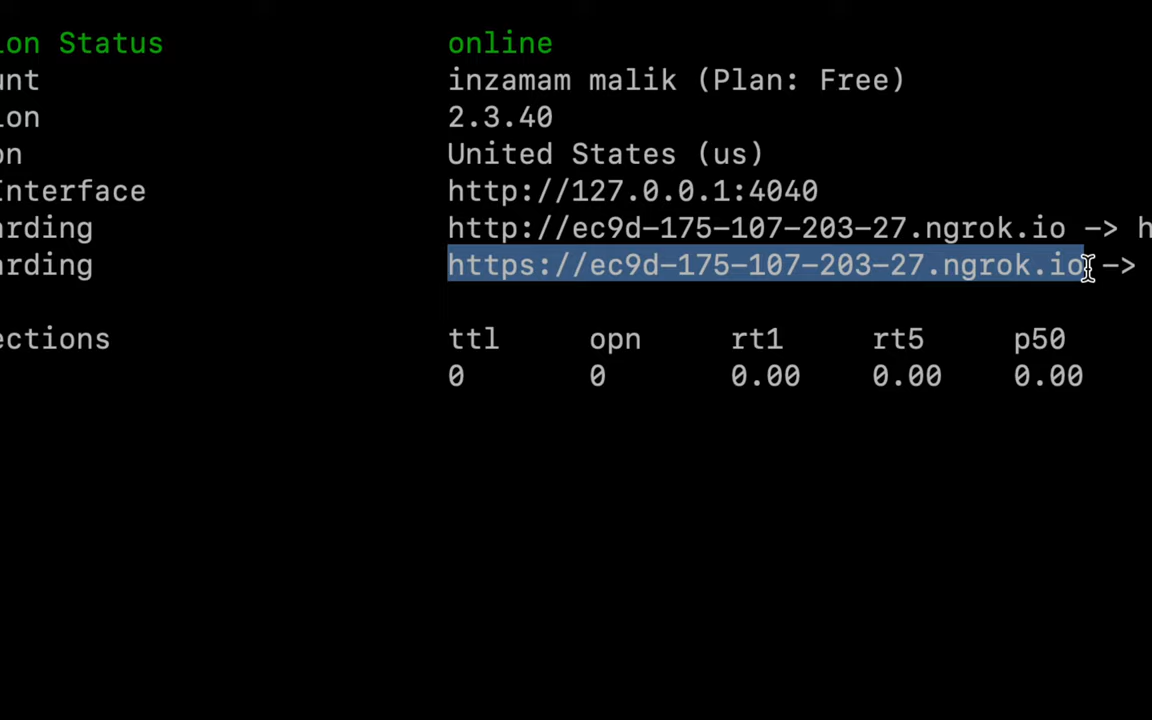 ion Status online
unt inzamam malik (Plan: Free)
ion 2.3.40
on United States (us)
Interface http://127.0.0.1:4040
arding http://ec9d-175-107-203-27.ngrok.io -> h
arding https://ec9d-175-107-203-27.ngrok.io ->
ections ttl opn rt1 rt5 p50
0 0 0.00 0.00 0.00